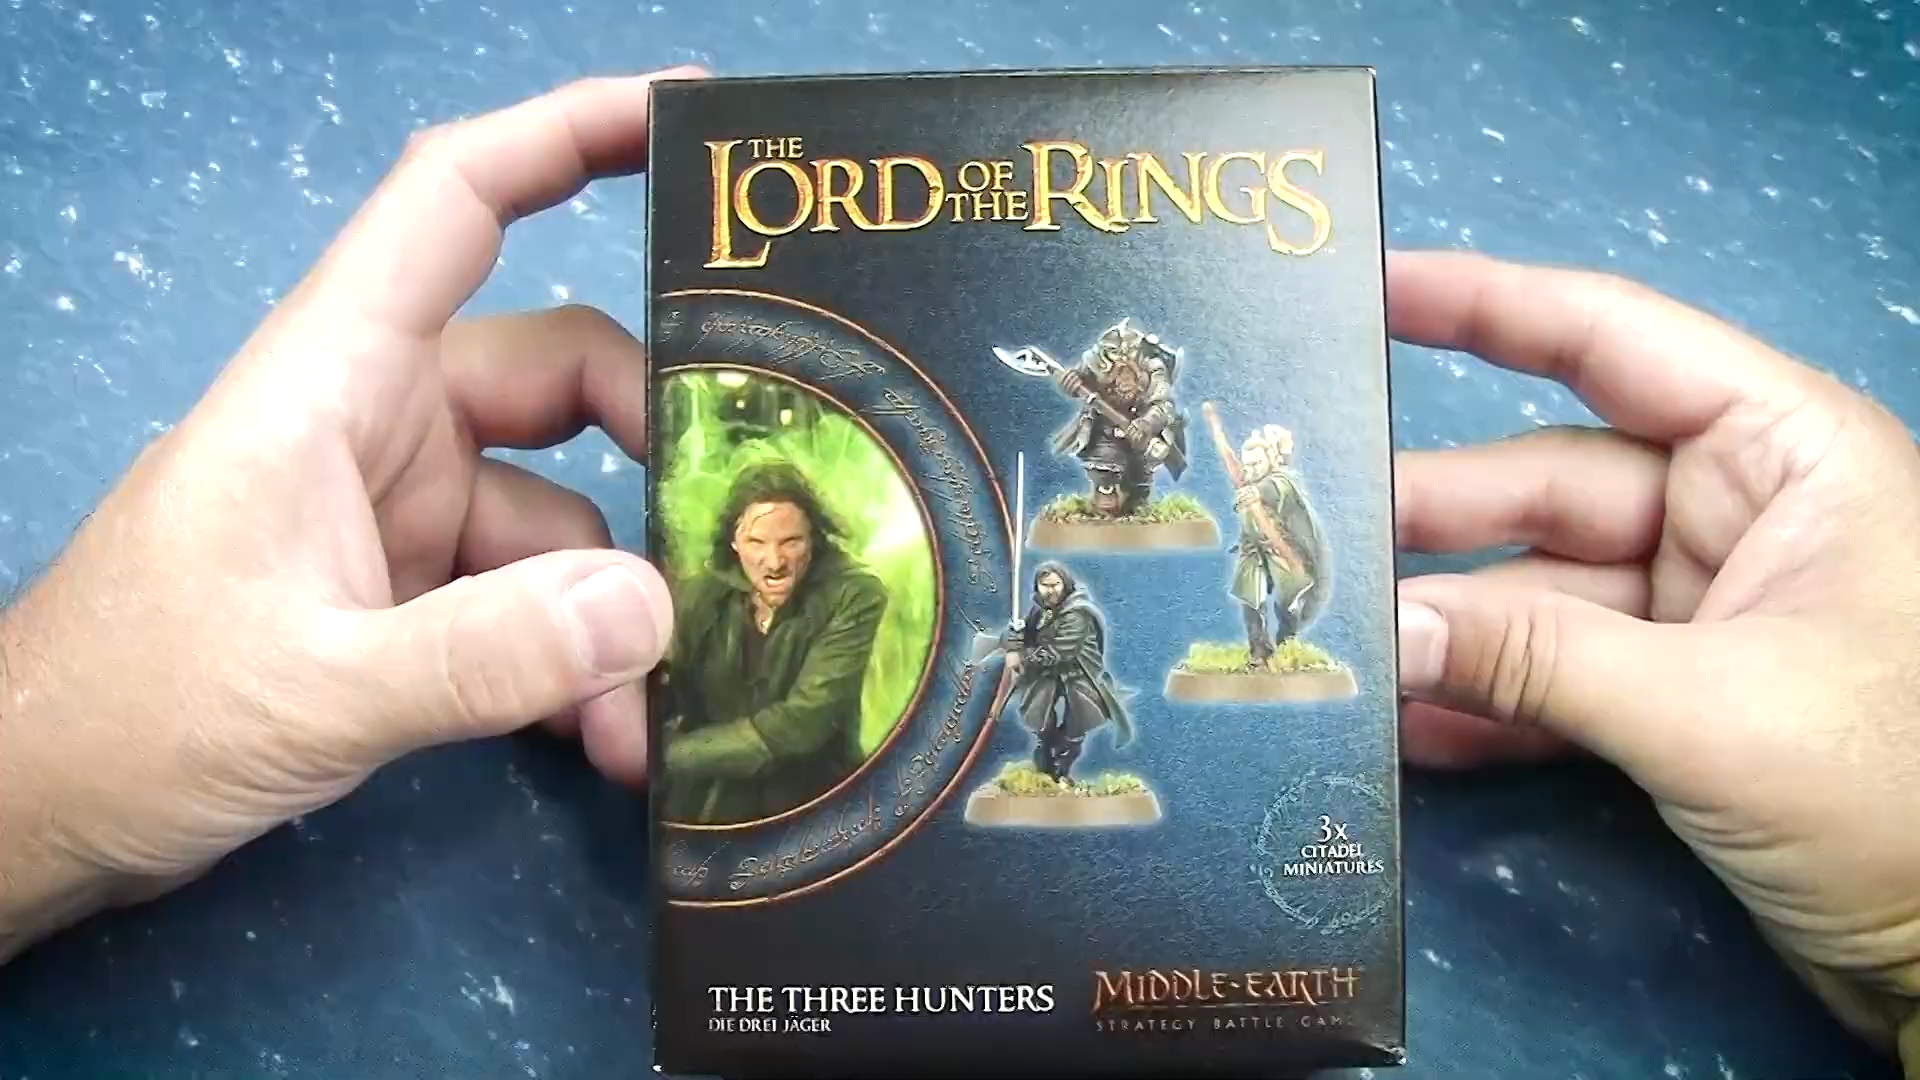 THE LORD OF THE RINGS
3x
CITADEL
MINIATURES
THE THREE HUNTERS
DIE DREI JÄGER
MIDDLE-EARTH
STRATEGY BATTLE GAME